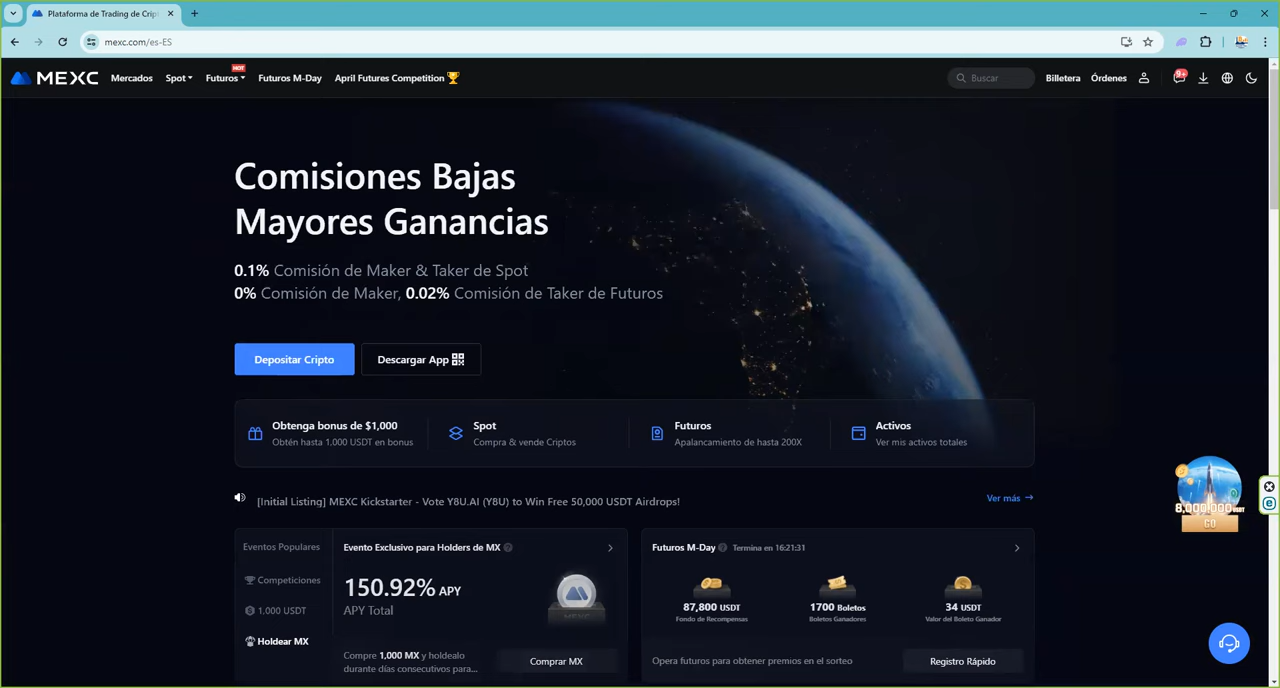 Plataforma de Trading de Crip
mexc.com/es-ES
MEXC Mercados Spot Futuros HOT Futuros M-Day April Futures Competition Buscar Billetera Órdenes 9+
Comisiones Bajas
Mayores Ganancias
0.1% Comisión de Maker & Taker de Spot
0% Comisión de Maker, 0.02% Comisión de Taker de Futuros
Depositar Cripto Descargar App
Obtenga bonus de $1,000
Obtén hasta 1.000 USDT en bonus
Spot
Compra & vende Criptos
Futuros
Apalancamiento de hasta 200X
Activos
Ver mis activos totales
[Initial Listing] MEXC Kickstarter - Vote Y8U.AI (Y8U) to Win Free 50,000 USDT Airdrops!
Ver más →
8,000,000 USDT
GO
Eventos Populares
Competiciones
1,000 USDT
Holdear MX
Evento Exclusivo para Holders de MX
150.92% APY
APY Total
MEXC
Compre 1,000 MX y holdealo
durante días consecutivos para...
Comprar MX
Futuros M-Day Termina en 16:21:31
87,800 USDT
Fondo de Recompensas
1700 Boletos
Boletos Ganadores
34 USDT
Valor del Boleto Ganador
Opera futuros para obtener premios en el sorteo
Registro Rápido